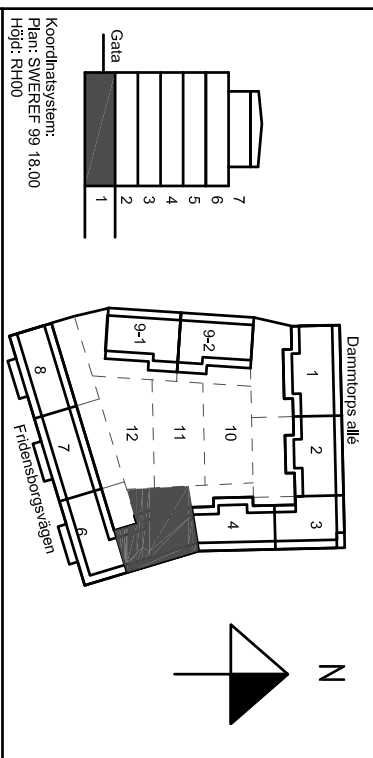 Gata
1
2
3
4
5
6
7
Koordinatsystem:
Plan: SWEREF 99 18.00
Höjd: RH00
Dammtorps allé
1
2
3
4
9-1
9-2
10
11
12
8
7
6
Fridensborgsvägen
N